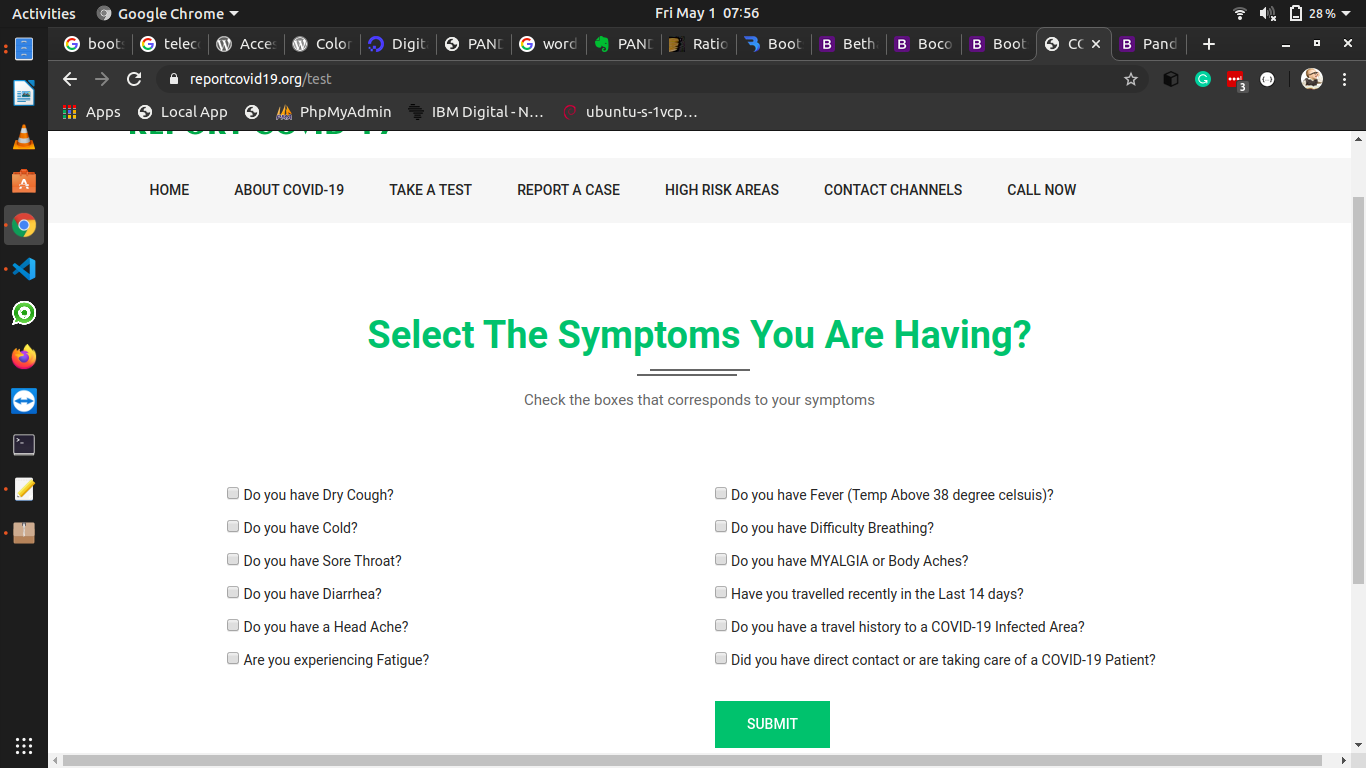 Activities Google Chrome Fri May 1 07:56 28%
boots teleco Acces Color Digita PAND G word PAND Ratio Boot B Beth B Boco B Boot CO B Pand
reportcovid19.org/test 3
Apps Local App PhpMyAdmin IBM Digital - N... ubuntu-s-1vcp...
REPORT COVID-19
HOME ABOUT COVID-19 TAKE A TEST REPORT A CASE HIGH RISK AREAS CONTACT CHANNELS CALL NOW
Select The Symptoms You Are Having?
Check the boxes that corresponds to your symptoms
Do you have Dry Cough?
Do you have Cold?
Do you have Sore Throat?
Do you have Diarrhea?
Do you have a Head Ache?
Are you experiencing Fatigue?
Do you have Fever (Temp Above 38 degree celsuis)?
Do you have Difficulty Breathing?
Do you have MYALGIA or Body Aches?
Have you travelled recently in the Last 14 days?
Do you have a travel history to a COVID-19 Infected Area?
Did you have direct contact or are taking care of a COVID-19 Patient?
SUBMIT